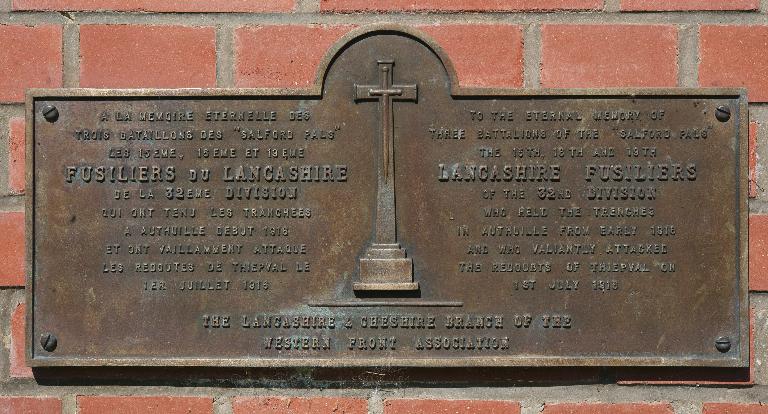 A LA MEMOIRE ETERNELLE DES
TROIS BATAILLONS DES "SALFORD PALS"
LES 15EME, 16EME ET 19EME
FUSILIERS DU LANCASHIRE
DE LA 32EME DIVISION
QUI ONT TENU LES TRANCHEES
A AUTHUILLE DEBUT 1916
ET ONT VAILLAMMENT ATTAQUE
LES REDOUTES DE THIEPVAL LE
1ER JUILLET 1916
TO THE ETERNAL MEMORY OF
THREE BATTALIONS OF THE "SALFORD PALS"
THE 15TH, 16TH AND 19TH
LANCASHIRE FUSILIERS
OF THE 32ND DIVISION
WHO HELD THE TRENCHES
IN AUTHUILLE FROM EARLY 1916
AND WHO VALIANTLY ATTACKED
THE REDOUBTS OF THIEPVAL ON
1ST JULY 1916
THE LANCASHIRE & CHESHIRE BRANCH OF THE
WESTERN FRONT ASSOCIATION